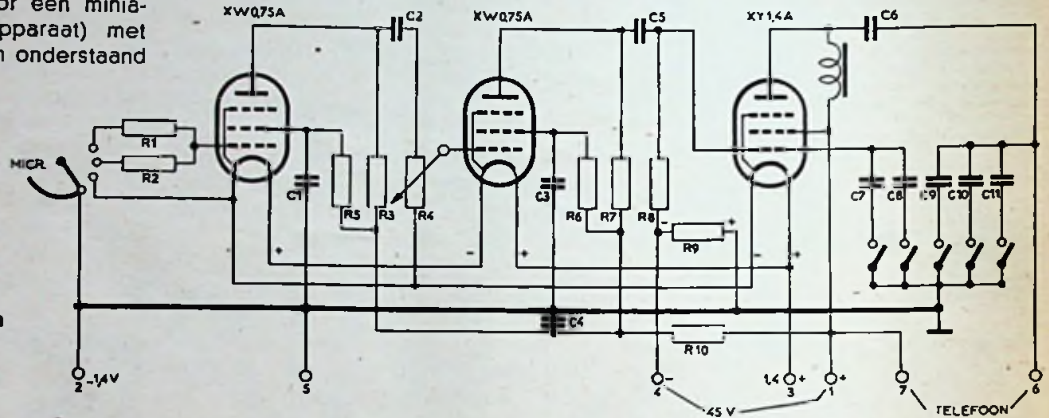 or een minia-
pparaat) met
n onderstaand
XW0,75A
C2
XW0,75A
C5
XY1,4A
C6
MICR.
R1
R2
C1
R5
R3
R4
C3
R6
R7
R8
R9
C7
C8
C9
C10
C11
C4
R10
- + - + - + - +
2 -1,4V
5
4 -
1,4 3 +
1 +
7
6
45 V
TELEFOON